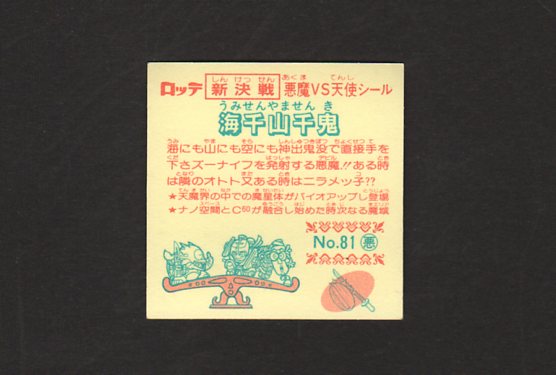 ロッテ 新決戦 悪魔VS天使シール
海千山千鬼
海にも山にも空にも神出鬼没で直接手を
下さズーナイフを発射する悪魔!!ある時
は隣のオトト又ある時はニラメッ子??
★天魔界の中での魔星体がバイオアップし登場
★ナノ空間とC60が融合し始めた時次なる魔城
No.81 悪